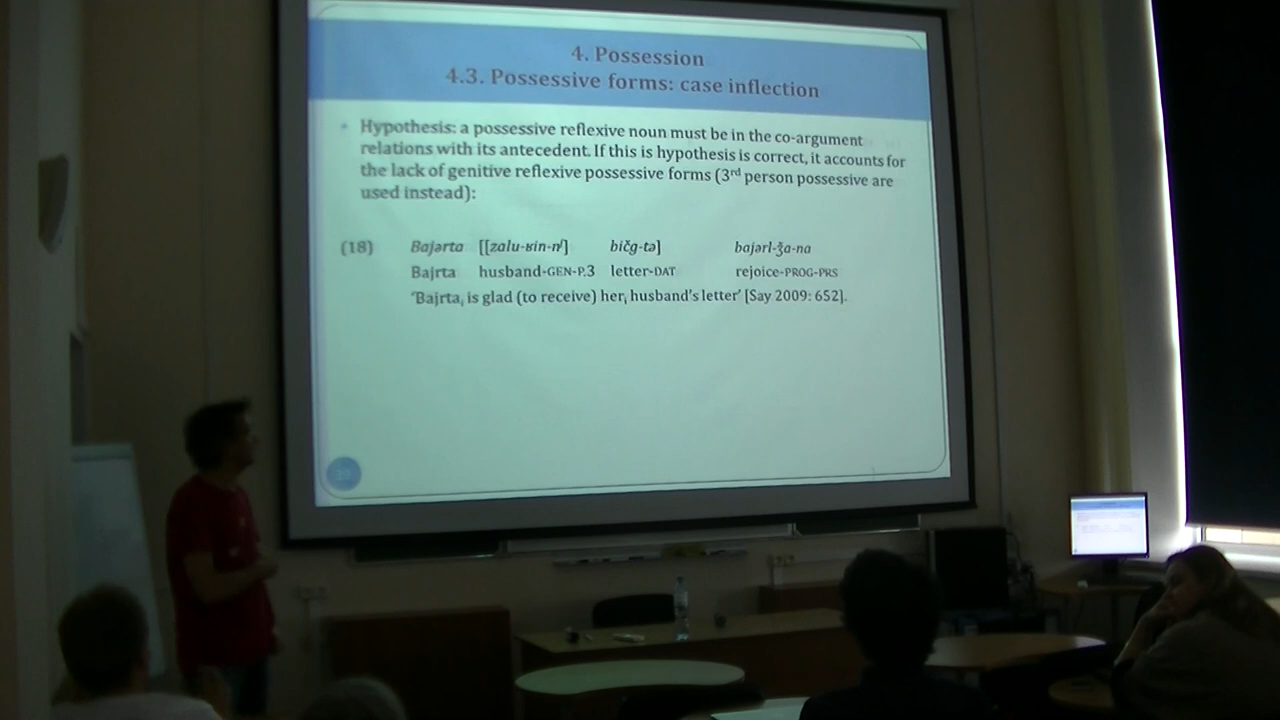 4. Possession
4.3. Possessive forms: case inflection
• Hypothesis: a possessive reflexive noun must be in the co-argument
relations with its antecedent. If this is hypothesis is correct, it accounts for
the lack of genitive reflexive possessive forms (3rd person possessive are
used instead):
(18) Bajərta [[zalu-ʁin-nʲ] bičg-tə] bajərl-ǯa-na
Bajrta husband-GEN-P.3 letter-DAT rejoice-PROG-PRS
‘Bajrtaᵢ is glad (to receive) herᵢ husband's letter’ [Say 2009: 652].